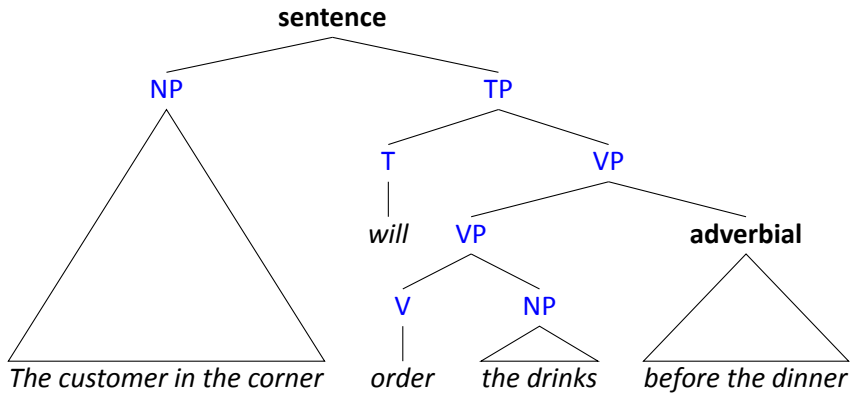 sentence
NP TP
T VP
will VP adverbial
V NP
The customer in the corner order the drinks before the dinner